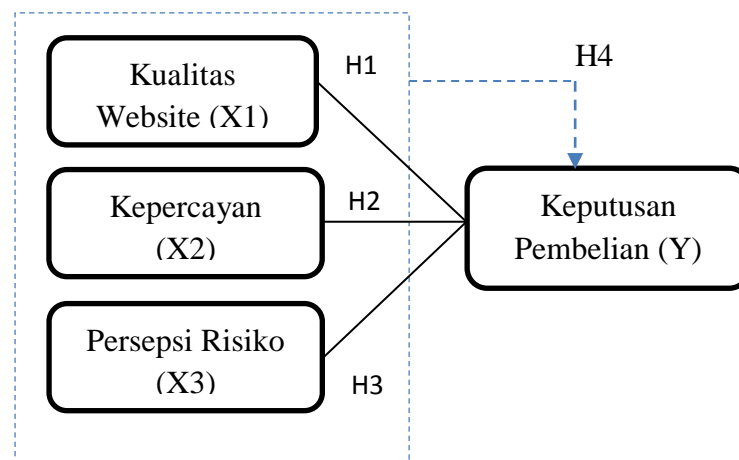 Kualitas
Website (X1)
H1
H4
Kepercayan
(X2)
H2
Keputusan
Pembelian (Y)
Persepsi Risiko
(X3)
H3